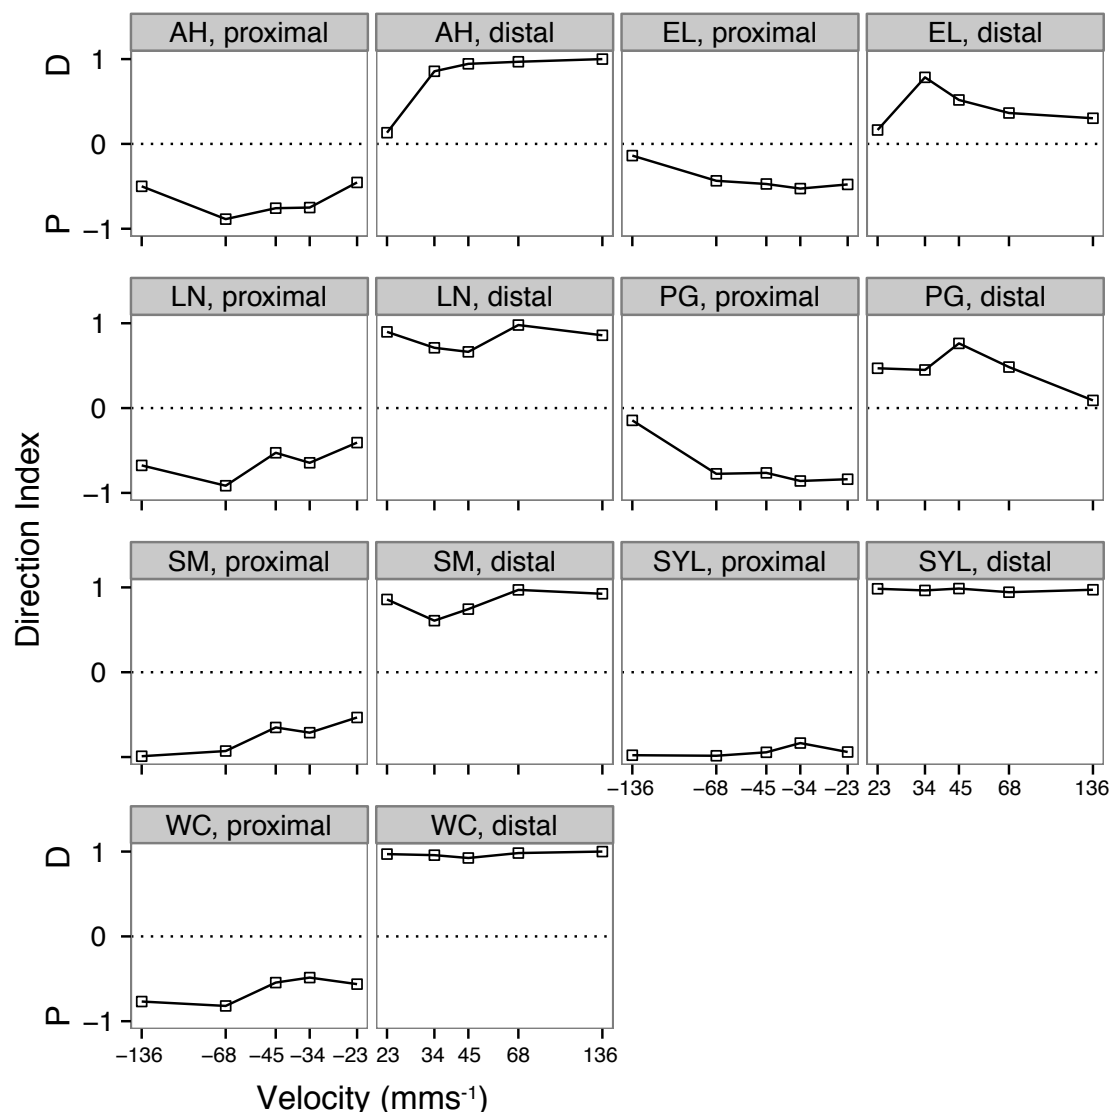 AH, proximal AH, distal EL, proximal EL, distal
D 1
0
P −1
LN, proximal LN, distal PG, proximal PG, distal
1
0
−1
Direction Index
SM, proximal SM, distal SYL, proximal SYL, distal
1
0
−136 −68 −45 −34 −23 23 34 45 68 136
WC, proximal WC, distal
D 1
0
P −1
−136 −68 −45 −34 −23 23 34 45 68 136
Velocity (mms⁻¹)